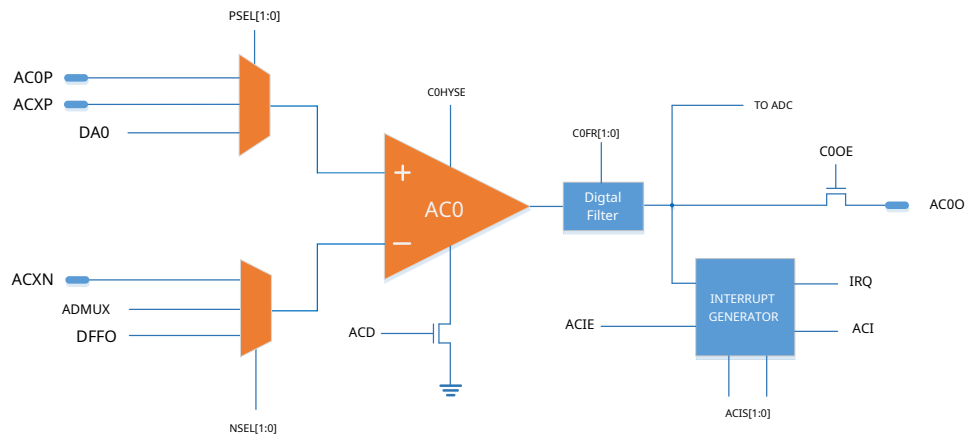 PSEL[1:0]
AC0P
ACXP
DA0
C0HYSE
TO ADC
C0FR[1:0]
C0OE
+
AC0
−
Digtal
Filter
AC0O
ACXN
ADMUX
DFFO
ACD
ACIE
INTERRUPT
GENERATOR
IRQ
ACI
ACIS[1:0]
NSEL[1:0]